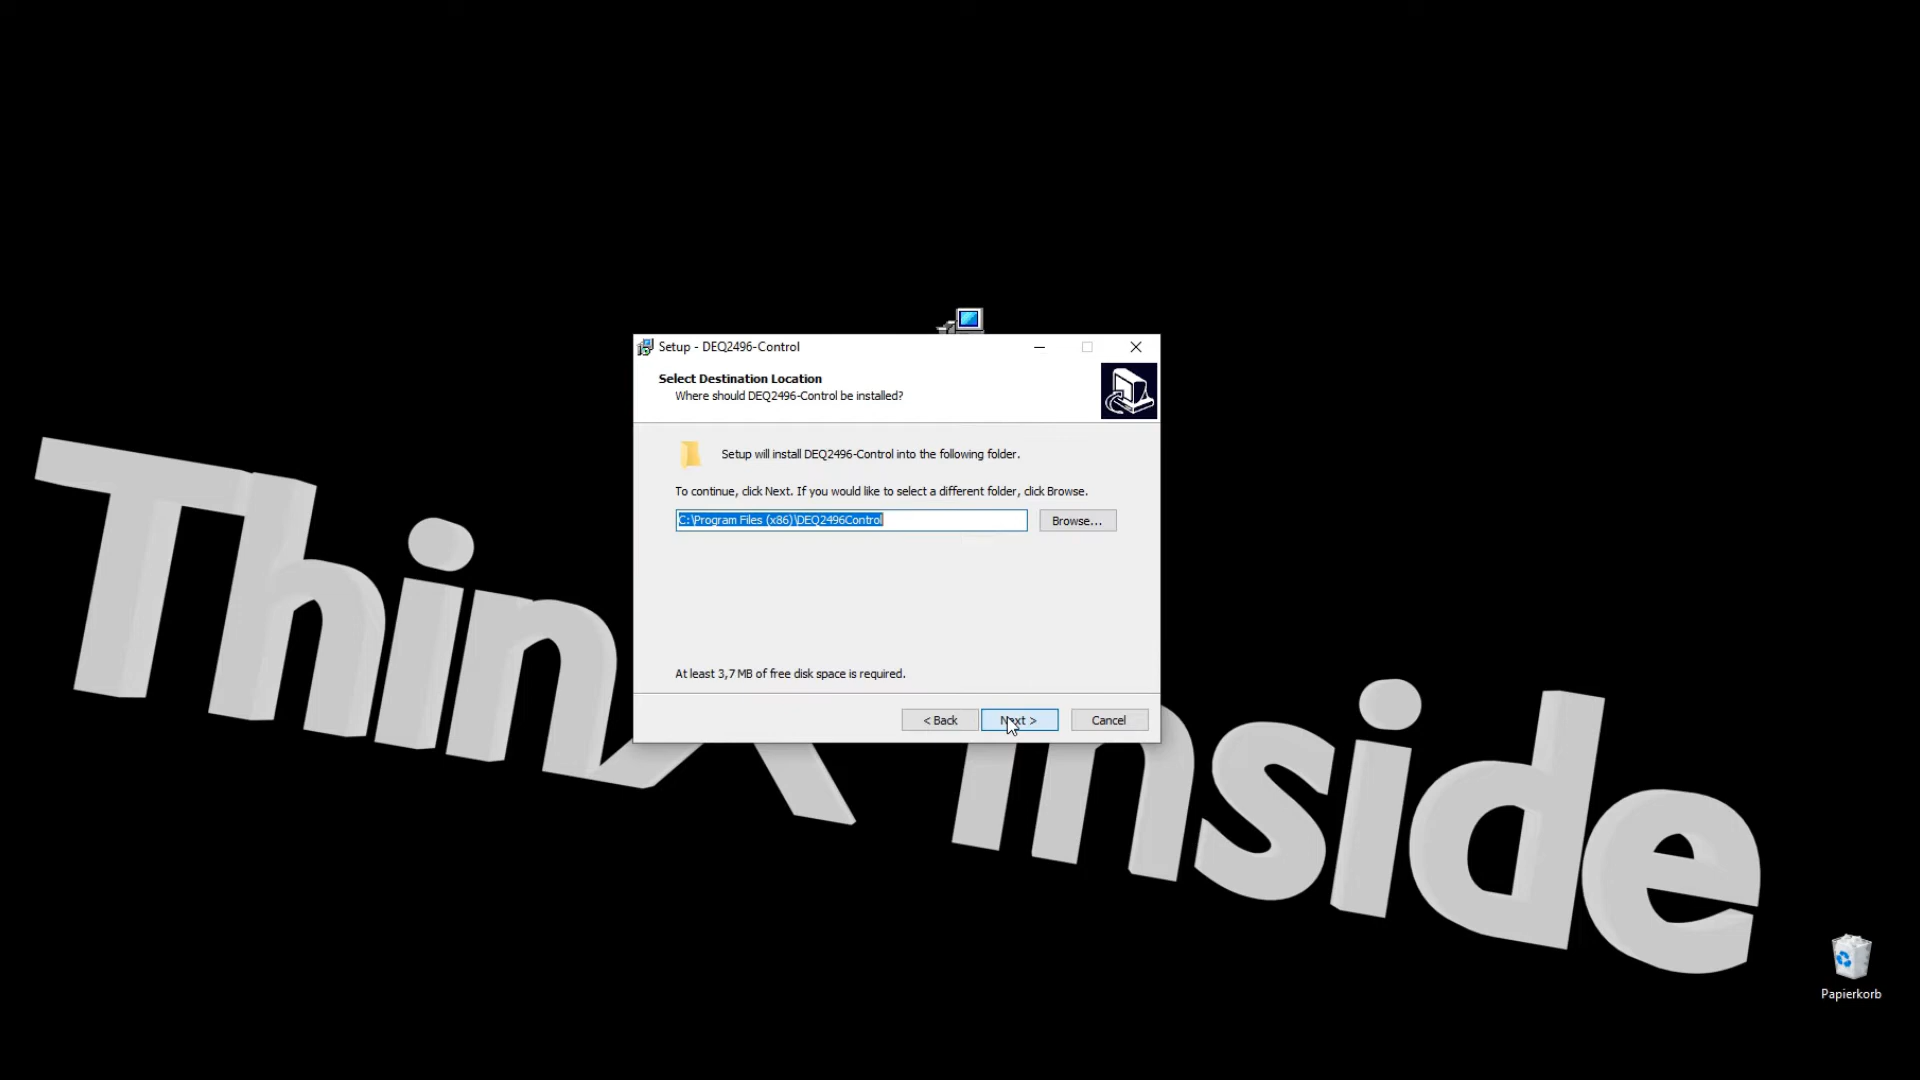 Setup - DEQ2496-Control
Select Destination Location
Where should DEQ2496-Control be installed?
Setup will install DEQ2496-Control into the following folder.
To continue, click Next. If you would like to select a different folder, click Browse.
C:\Program Files (x86)\DEQ2496Control
Browse...
At least 3,7 MB of free disk space is required.
< Back
Next >
Cancel
ThinX inside
Papierkorb